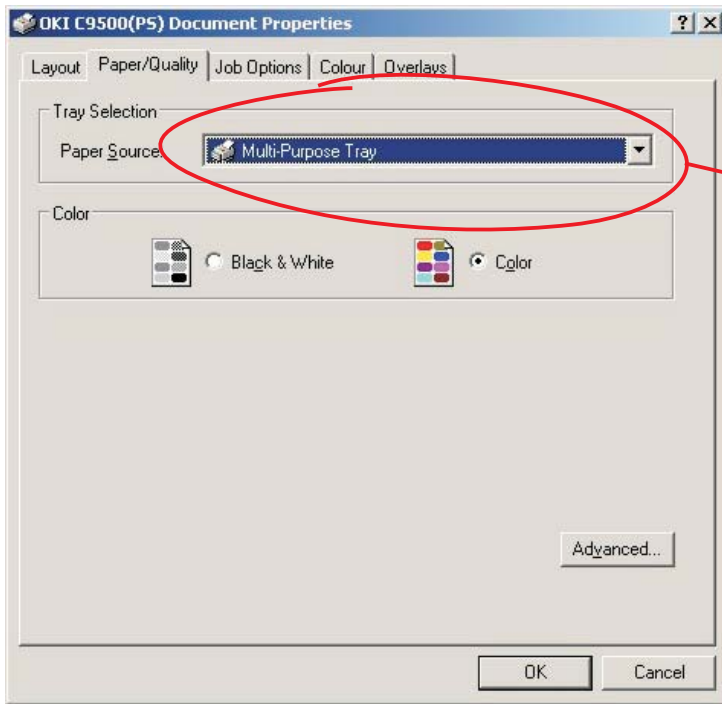 OKI C9500(PS) Document Properties
Layout Paper/Quality Job Options Colour Overlays
Tray Selection
Paper Source: Multi-Purpose Tray
Color
Black & White Color
Advanced...
OK Cancel